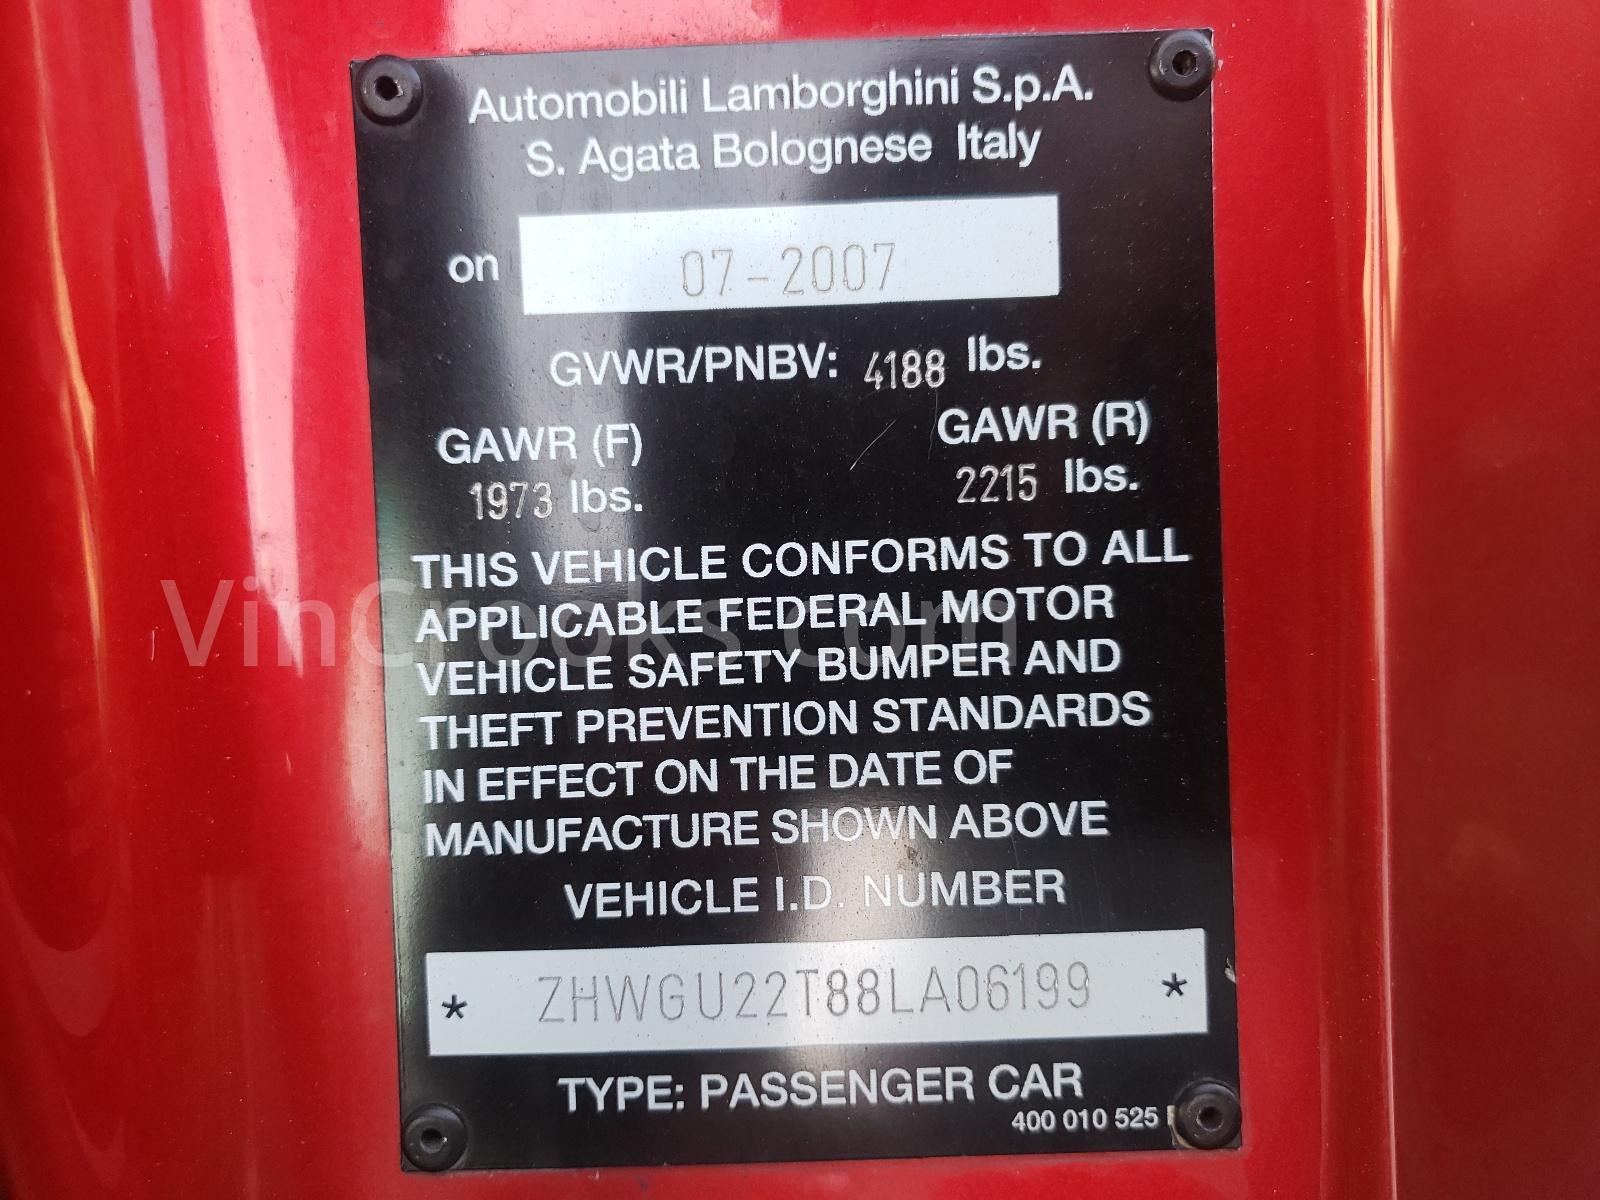 Automobili Lamborghini S.p.A.
S. Agata Bolognese Italy
on 07-2007
GVWR/PNBV: 4188 lbs.
GAWR (F) GAWR (R)
1973 lbs. 2215 lbs.
THIS VEHICLE CONFORMS TO ALL
APPLICABLE FEDERAL MOTOR
VEHICLE SAFETY BUMPER AND
THEFT PREVENTION STANDARDS
IN EFFECT ON THE DATE OF
MANUFACTURE SHOWN ABOVE
VEHICLE I.D. NUMBER
* ZHWGU22T88LA06199 *
TYPE: PASSENGER CAR
400 010 525
VinCrooks.com